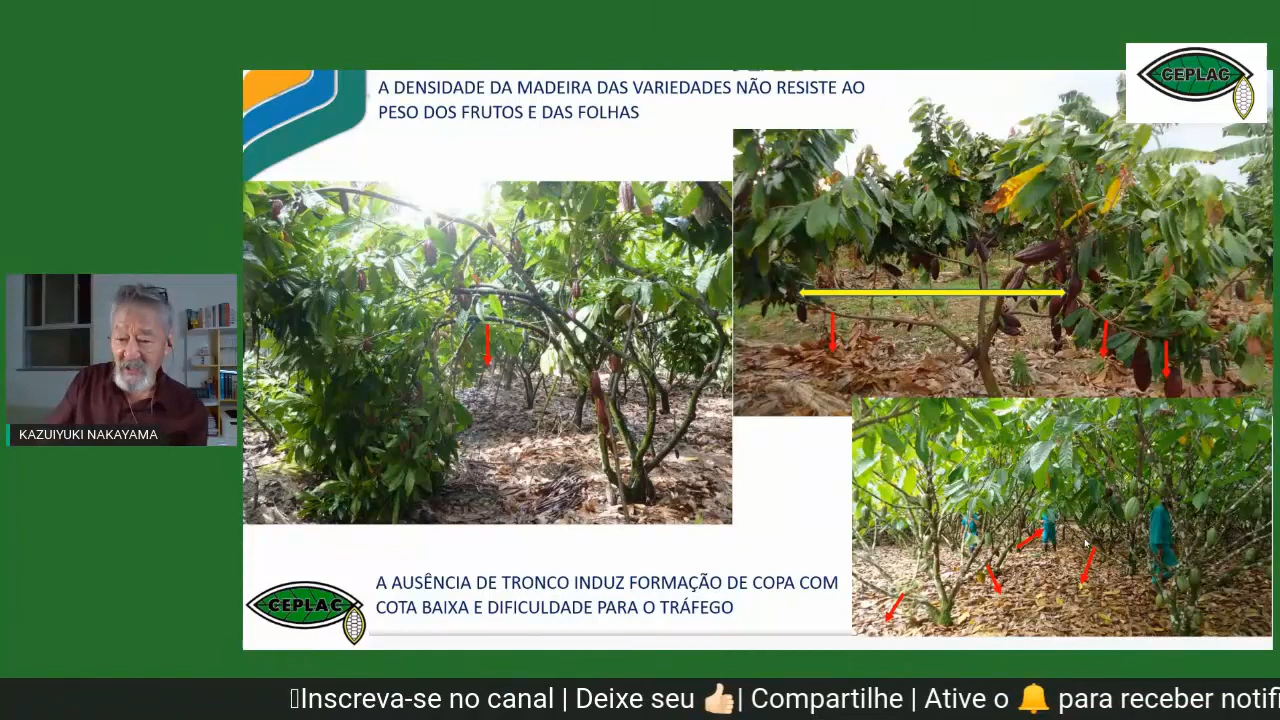 CEPLAC
A DENSIDADE DA MADEIRA DAS VARIEDADES NÃO RESISTE AO
PESO DOS FRUTOS E DAS FOLHAS
KAZUIYUKI NAKAYAMA
A AUSÊNCIA DE TRONCO INDUZ FORMAÇÃO DE COPA COM
COTA BAIXA E DIFICULDADE PARA O TRÁFEGO
CEPLAC
Inscreva-se no canal | Deixe seu 👍🏻| Compartilhe | Ative o 🔔 para receber notifi